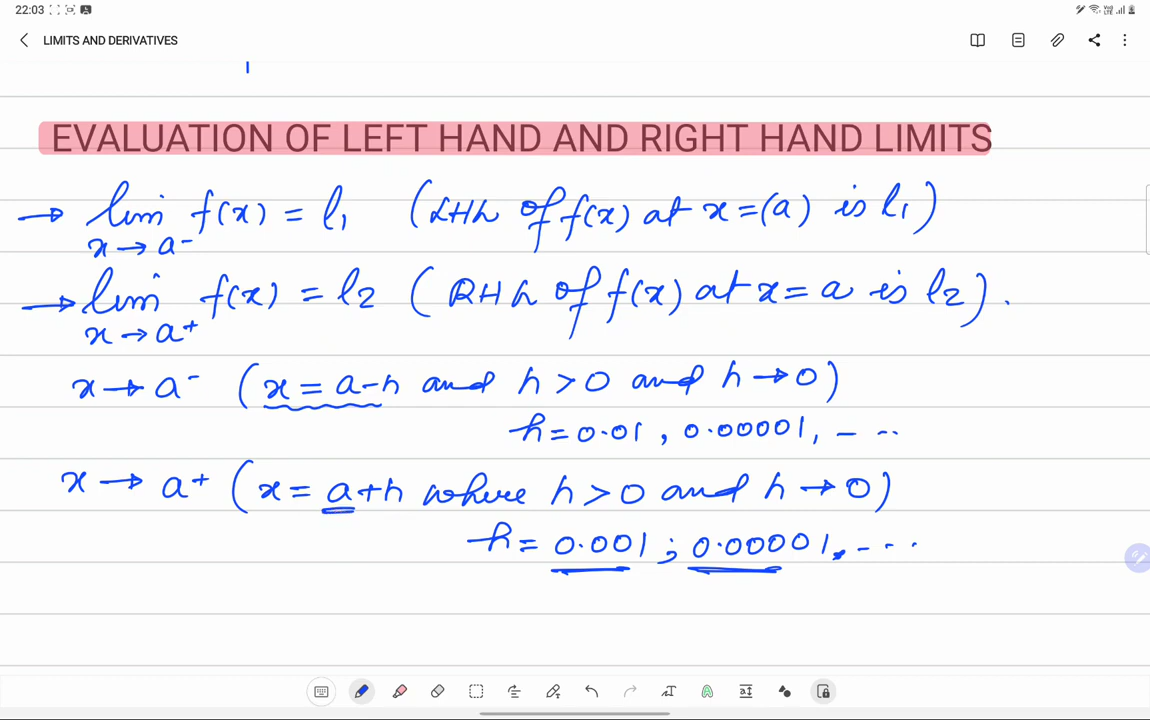 22:03
LIMITS AND DERIVATIVES
EVALUATION OF LEFT HAND AND RIGHT HAND LIMITS
→ lim f(x) = l₁ (LHL of f(x) at x = (a) is l₁)
x → a⁻
→ lim f(x) = l₂ (RHL of f(x) at x = a is l₂).
x → a⁺
x → a⁻ (x = a-h and h > 0 and h → 0)
h = 0.01, 0.00001, - ...
x → a⁺ (x = a+h where h > 0 and h → 0)
h = 0.001 ; 0.00001, - ...